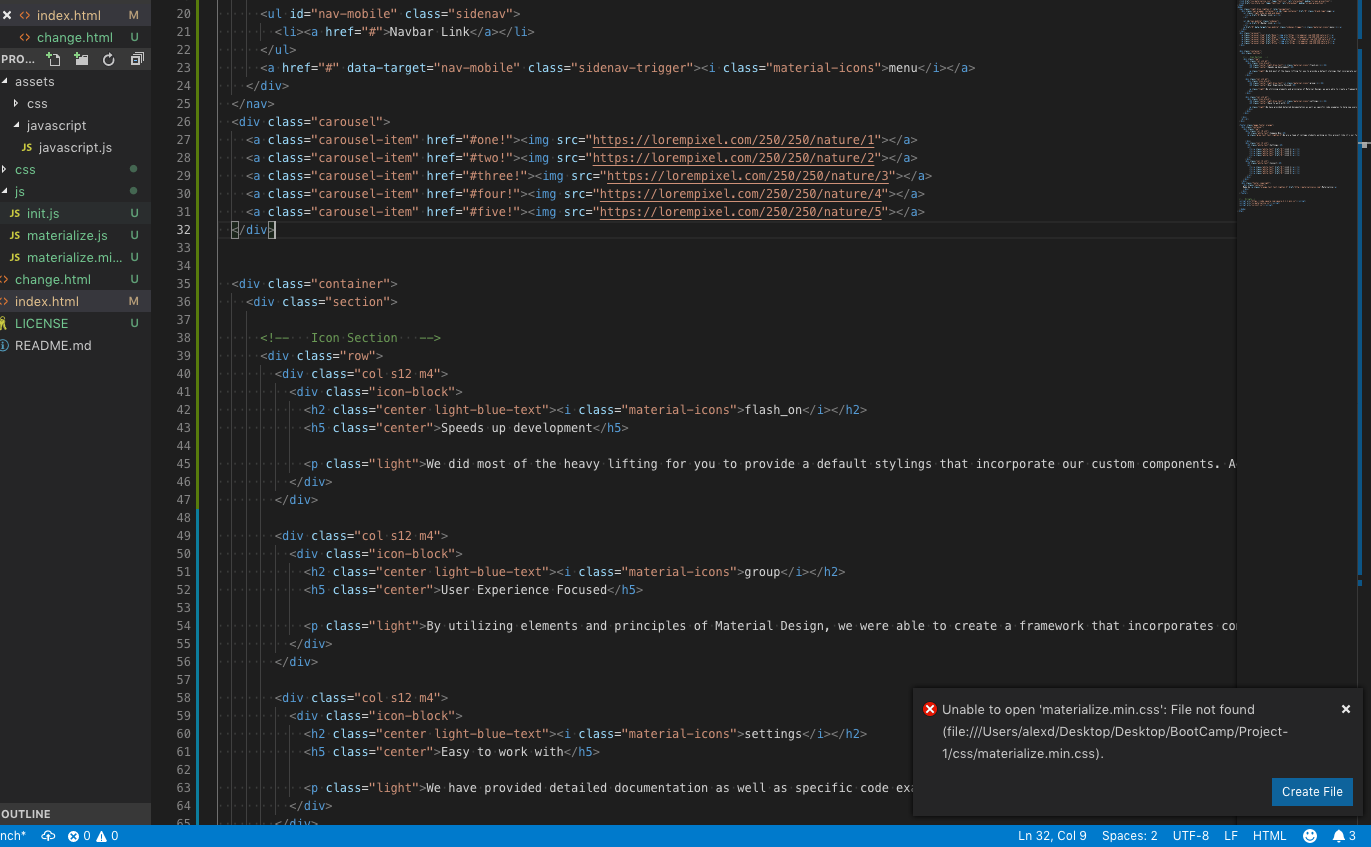 index.html M
change.html U
PRO...
assets
css
javascript
JS javascript.js
css
js
JS init.js U
JS materialize.js U
JS materialize.mi... U
change.html U
index.html M
LICENSE U
README.md
OUTLINE
20 <ul id="nav-mobile" class="sidenav">
21 <li><a href="#">Navbar Link</a></li>
22 </ul>
23 <a href="#" data-target="nav-mobile" class="sidenav-trigger"><i class="material-icons">menu</i></a>
24 </div>
25 </nav>
26 <div class="carousel">
27 <a class="carousel-item" href="#one!"><img src="https://lorempixel.com/250/250/nature/1"></a>
28 <a class="carousel-item" href="#two!"><img src="https://lorempixel.com/250/250/nature/2"></a>
29 <a class="carousel-item" href="#three!"><img src="https://lorempixel.com/250/250/nature/3"></a>
30 <a class="carousel-item" href="#four!"><img src="https://lorempixel.com/250/250/nature/4"></a>
31 <a class="carousel-item" href="#five!"><img src="https://lorempixel.com/250/250/nature/5"></a>
32 </div>
33
34
35 <div class="container">
36 <div class="section">
37
38 <!-- Icon Section -->
39 <div class="row">
40 <div class="col s12 m4">
41 <div class="icon-block">
42 <h2 class="center light-blue-text"><i class="material-icons">flash_on</i></h2>
43 <h5 class="center">Speeds up development</h5>
44
45 <p class="light">We did most of the heavy lifting for you to provide a default stylings that incorporate our custom components. A
46 </div>
47 </div>
48
49 <div class="col s12 m4">
50 <div class="icon-block">
51 <h2 class="center light-blue-text"><i class="material-icons">group</i></h2>
52 <h5 class="center">User Experience Focused</h5>
53
54 <p class="light">By utilizing elements and principles of Material Design, we were able to create a framework that incorporates co
55 </div>
56 </div>
57
58 <div class="col s12 m4">
59 <div class="icon-block">
60 <h2 class="center light-blue-text"><i class="material-icons">settings</i></h2>
61 <h5 class="center">Easy to work with</h5>
62
63 <p class="light">We have provided detailed documentation as well as specific code exa
64 </div>
65 </div>
Unable to open 'materialize.min.css': File not found
(file:///Users/alexd/Desktop/Desktop/BootCamp/Project-
1/css/materialize.min.css).
Create File
nch* 0 0 Ln 32, Col 9 Spaces: 2 UTF-8 LF HTML 3